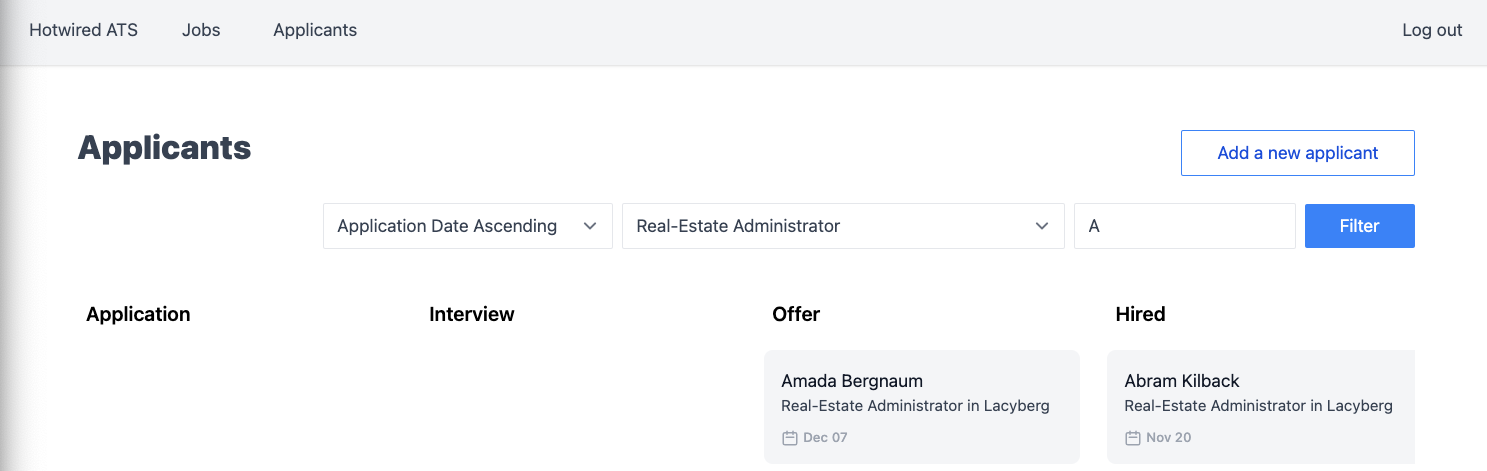 Hotwired ATS Jobs Applicants Log out
Applicants
Add a new applicant
Application Date Ascending Real-Estate Administrator A Filter
Application Interview Offer Hired
Amada Bergnaum
Real-Estate Administrator in Lacyberg
Dec 07
Abram Kilback
Real-Estate Administrator in Lacyberg
Nov 20